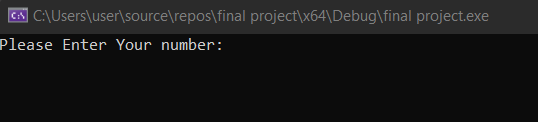 C:\Users\user\source\repos\final project\x64\Debug\final project.exe
Please Enter Your number: